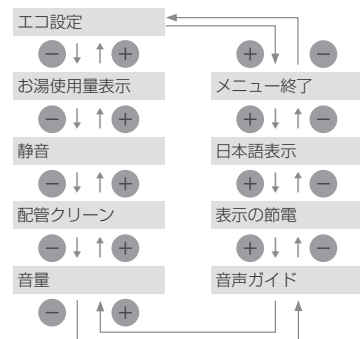 エコ設定
お湯使用量表示
静音
配管クリーン
音量
メニュー終了
日本語表示
表示の節電
音声ガイド